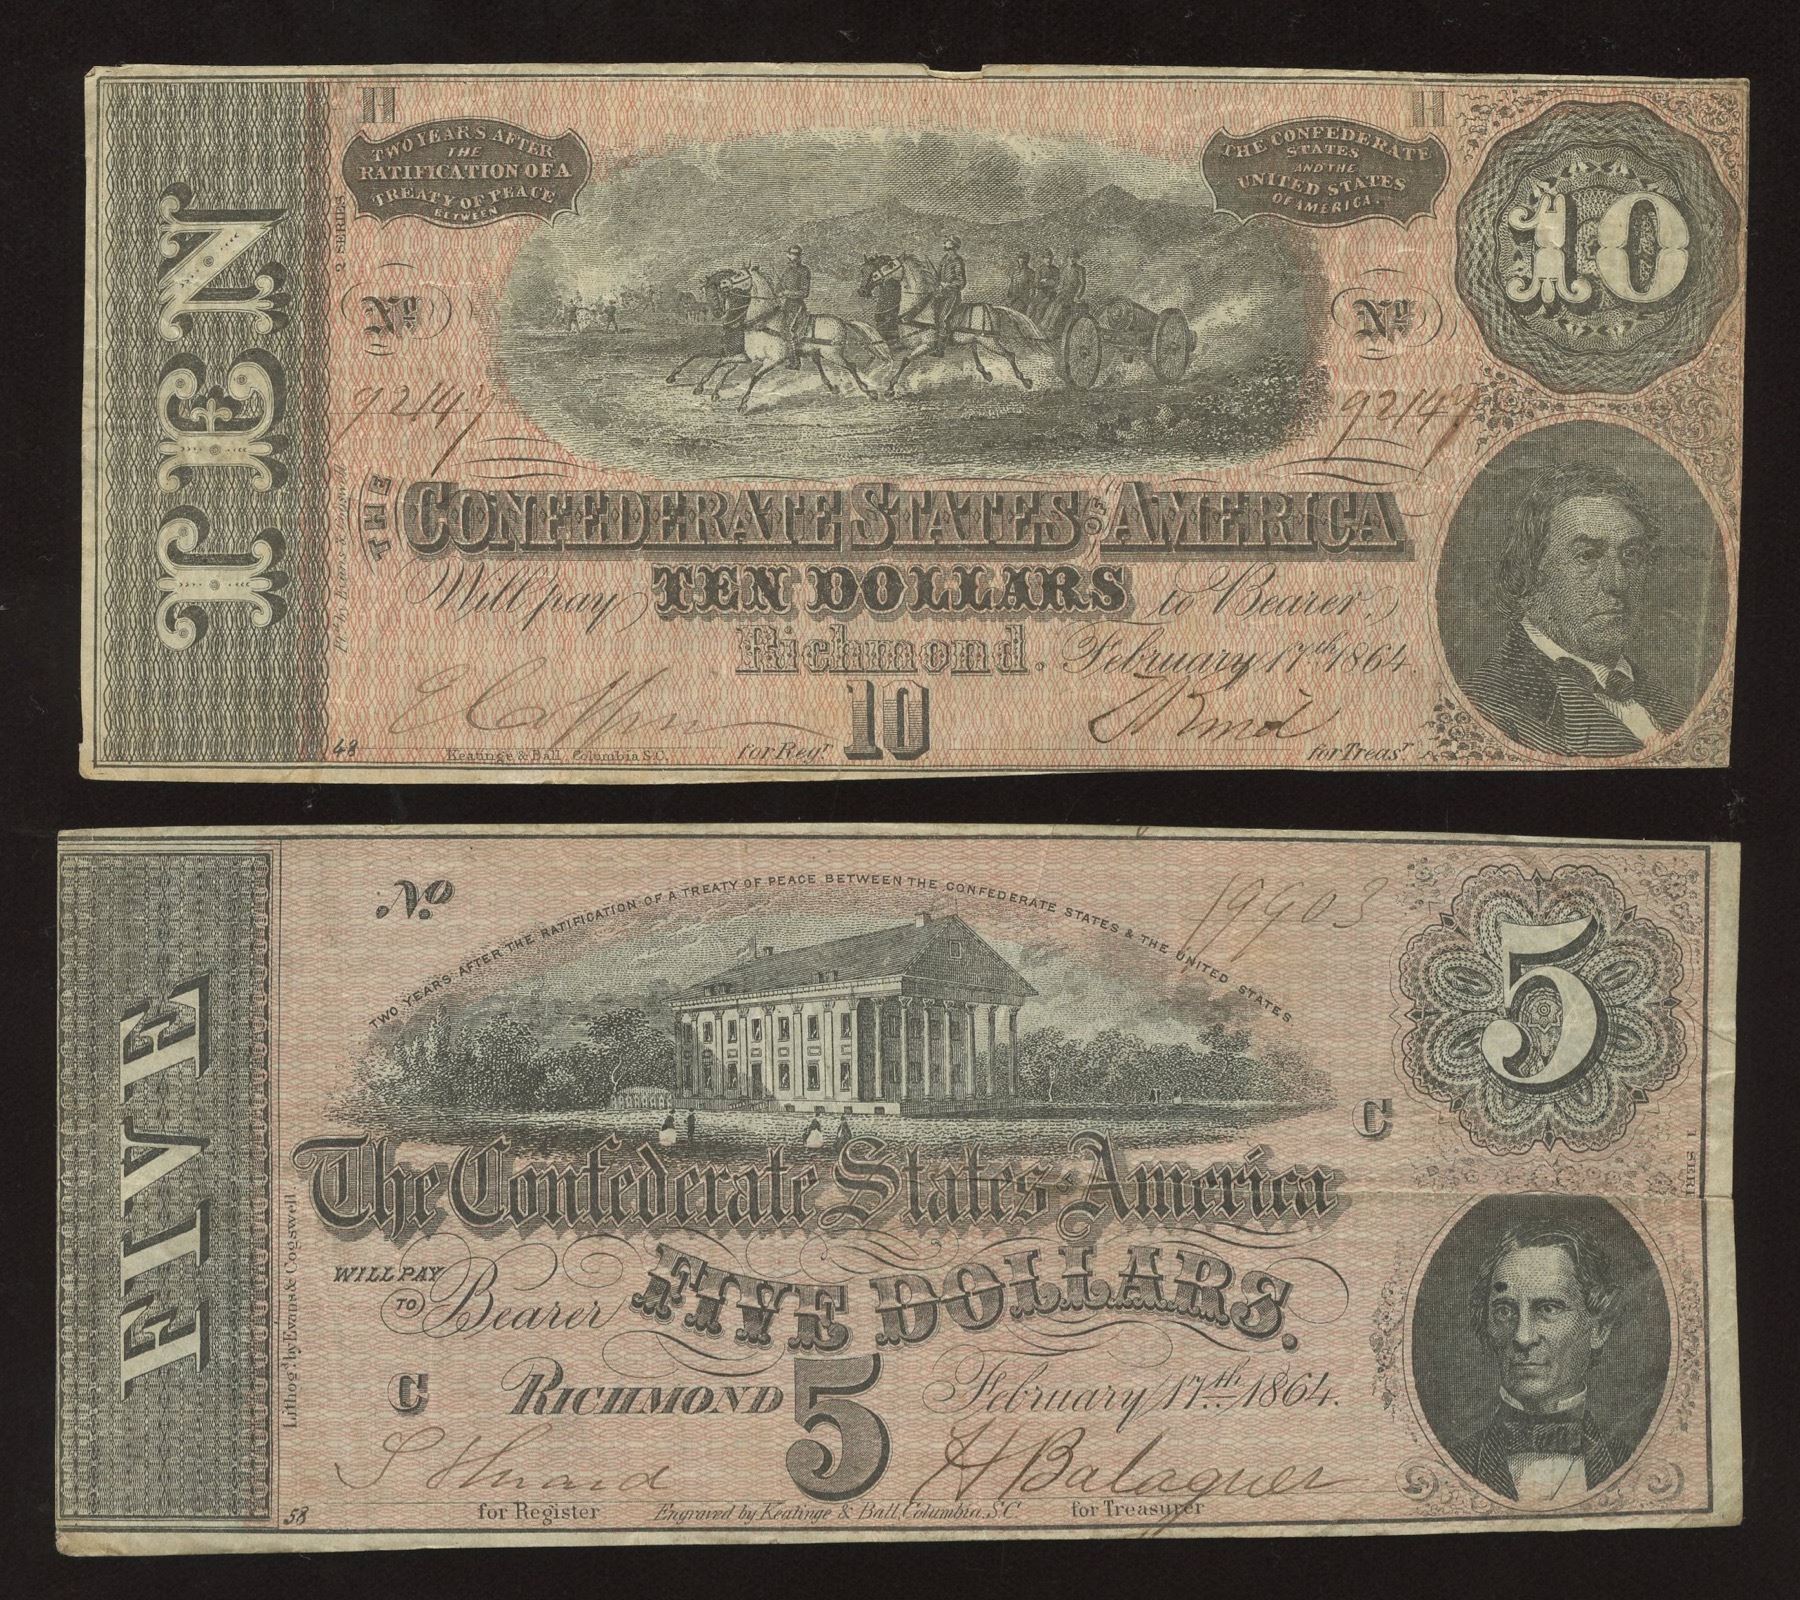 H
H
TWO YEARS AFTER
THE
RATIFICATION OF A
TREATY OF PEACE
BETWEEN
THE CONFEDERATE
STATES
AND THE
UNITED STATES
OF AMERICA.
10
TEN
2 SERIES
No
No
92147
92147
THE CONFEDERATE STATES OF AMERICA
Will pay TEN DOLLARS to Bearer.
Richmond. February 17th 1864.
10
48
Keatinge & Ball, Columbia S.C.
for Regr.
for Treasr.
No
19903
TWO YEARS AFTER THE RATIFICATION OF A TREATY OF PEACE BETWEEN THE CONFEDERATE STATES & THE UNITED STATES
5
FIVE
C
1 SERI
The Confederate States of America
WILL PAY
TO Bearer FIVE DOLLARS.
Lithog'd by Evans & Cogswell
C RICHMOND 5 February 17th 1864.
H Balaguer
58
for Register
Engraved by Keatinge & Ball, Columbia, S.C.
for Treasurer